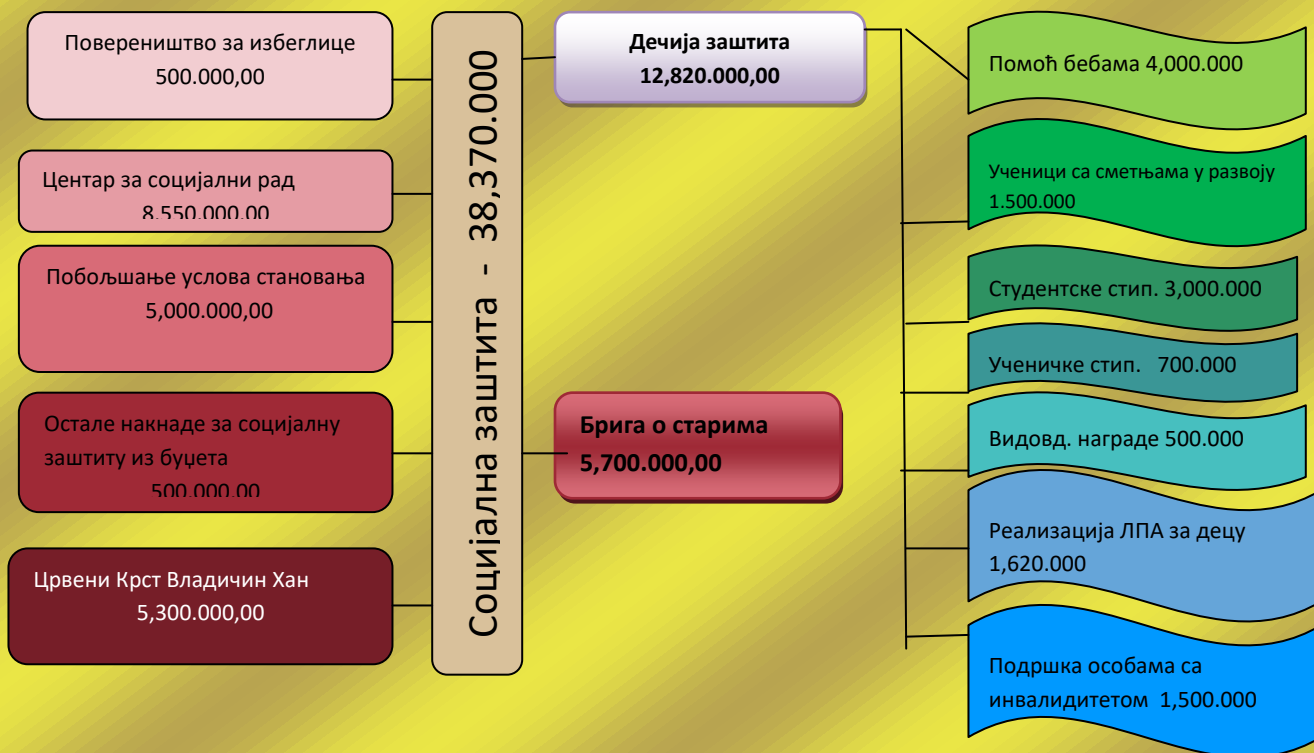 Повереништво за избеглице
500.000,00
Центар за социјални рад
8.550.000.00
Побољшање услова становања
5,000.000,00
Остале накнаде за социјалну
заштиту из буџета
500.000.00
Црвени Крст Владичин Хан
5,300.000,00
Социјална заштита - 38,370.000
Дечија заштита
12,820.000,00
Брига о старима
5,700.000,00
Помоћ бебама 4,000.000
Ученици са сметњама у развоју
1.500.000
Студентске стип. 3,000.000
Ученичке стип. 700.000
Видовд. награде 500.000
Реализација ЛПА за децу
1,620.000
Подршка особама са
инвалидитетом 1,500.000